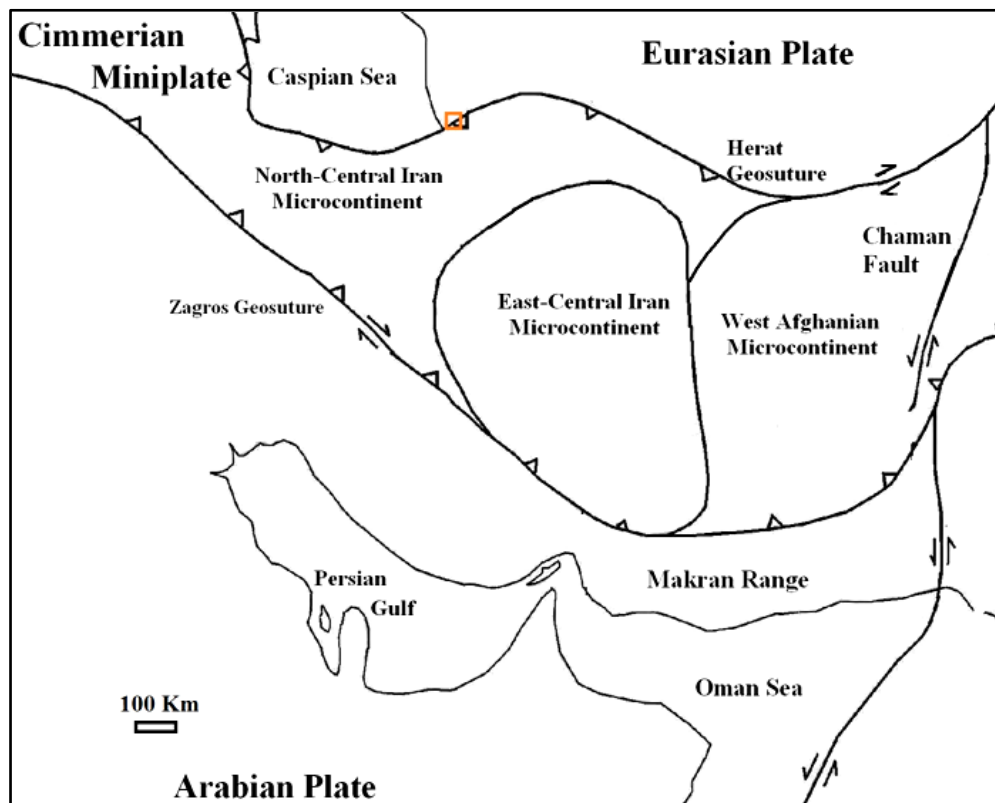 Cimmerian
Miniplate
Caspian Sea
Eurasian Plate
Herat
Geosuture
North-Central Iran
Microcontinent
Chaman
Fault
Zagros Geosuture
East-Central Iran
Microcontinent
West Afghanian
Microcontinent
Persian
Gulf
Makran Range
Oman Sea
100 Km
Arabian Plate